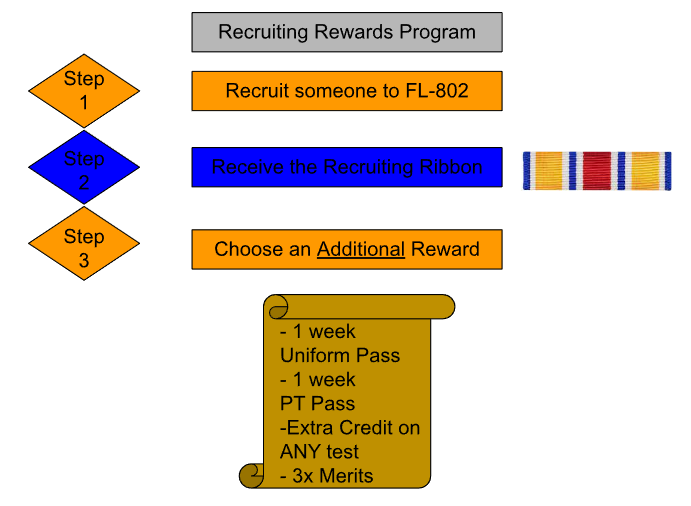 Recruiting Rewards Program
Step
1
Recruit someone to FL-802
Step
2
Receive the Recruiting Ribbon
Step
3
Choose an Additional Reward
- 1 week
Uniform Pass
- 1 week
PT Pass
-Extra Credit on
ANY test
- 3x Merits